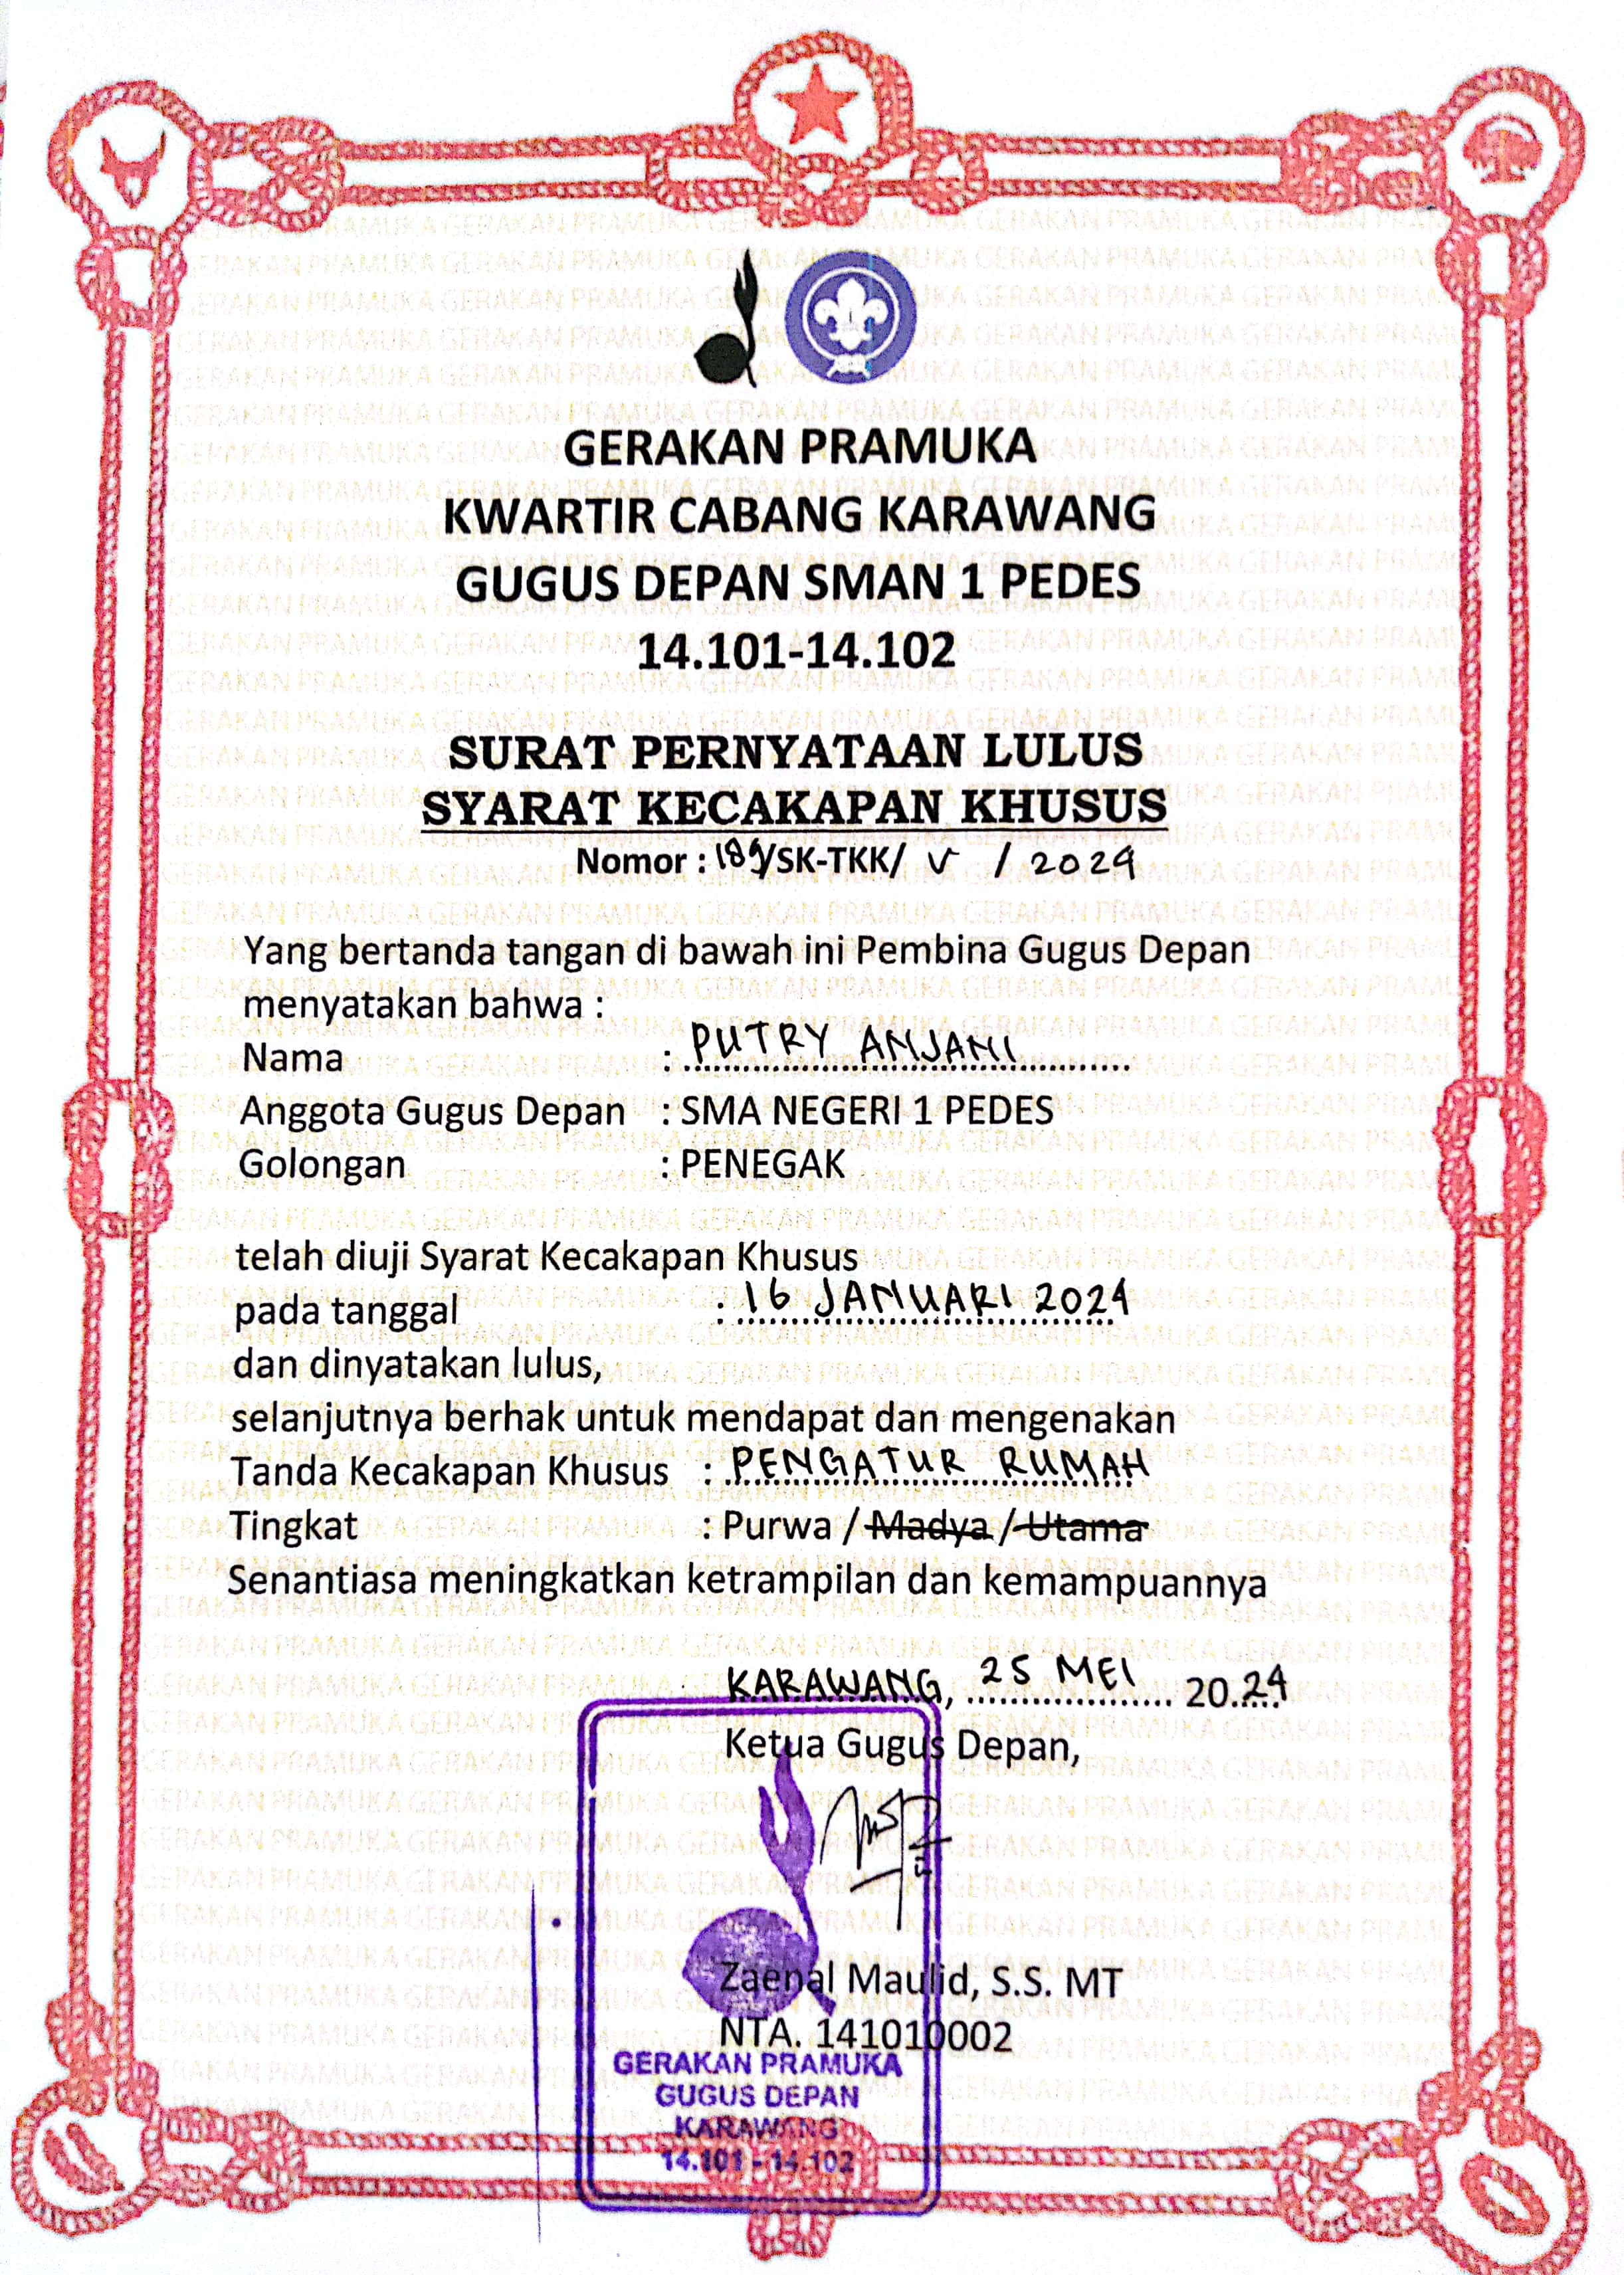 GERAKAN PRAMUKA
KWARTIR CABANG KARAWANG
GUGUS DEPAN SMAN 1 PEDES
14.101-14.102
SURAT PERNYATAAN LULUS
SYARAT KECAKAPAN KHUSUS
Nomor : 189/SK-TKK/ V / 2024
Yang bertanda tangan di bawah ini Pembina Gugus Depan
menyatakan bahwa :
Nama : PUTRY ANJANI
Anggota Gugus Depan : SMA NEGERI 1 PEDES
Golongan : PENEGAK
telah diuji Syarat Kecakapan Khusus
pada tanggal : 16 JANUARI 2024
dan dinyatakan lulus,
selanjutnya berhak untuk mendapat dan mengenakan
Tanda Kecakapan Khusus : PENGATUR RUMAH
Tingkat : Purwa / Madya / Utama
Senantiasa meningkatkan ketrampilan dan kemampuannya
KARAWANG, 25 MEI 2024
Ketua Gugus Depan,
Zaenal Maulid, S.S. MT
NTA. 141010002
GERAKAN PRAMUKA
GUGUS DEPAN
KARAWANG
14.101 - 14.102